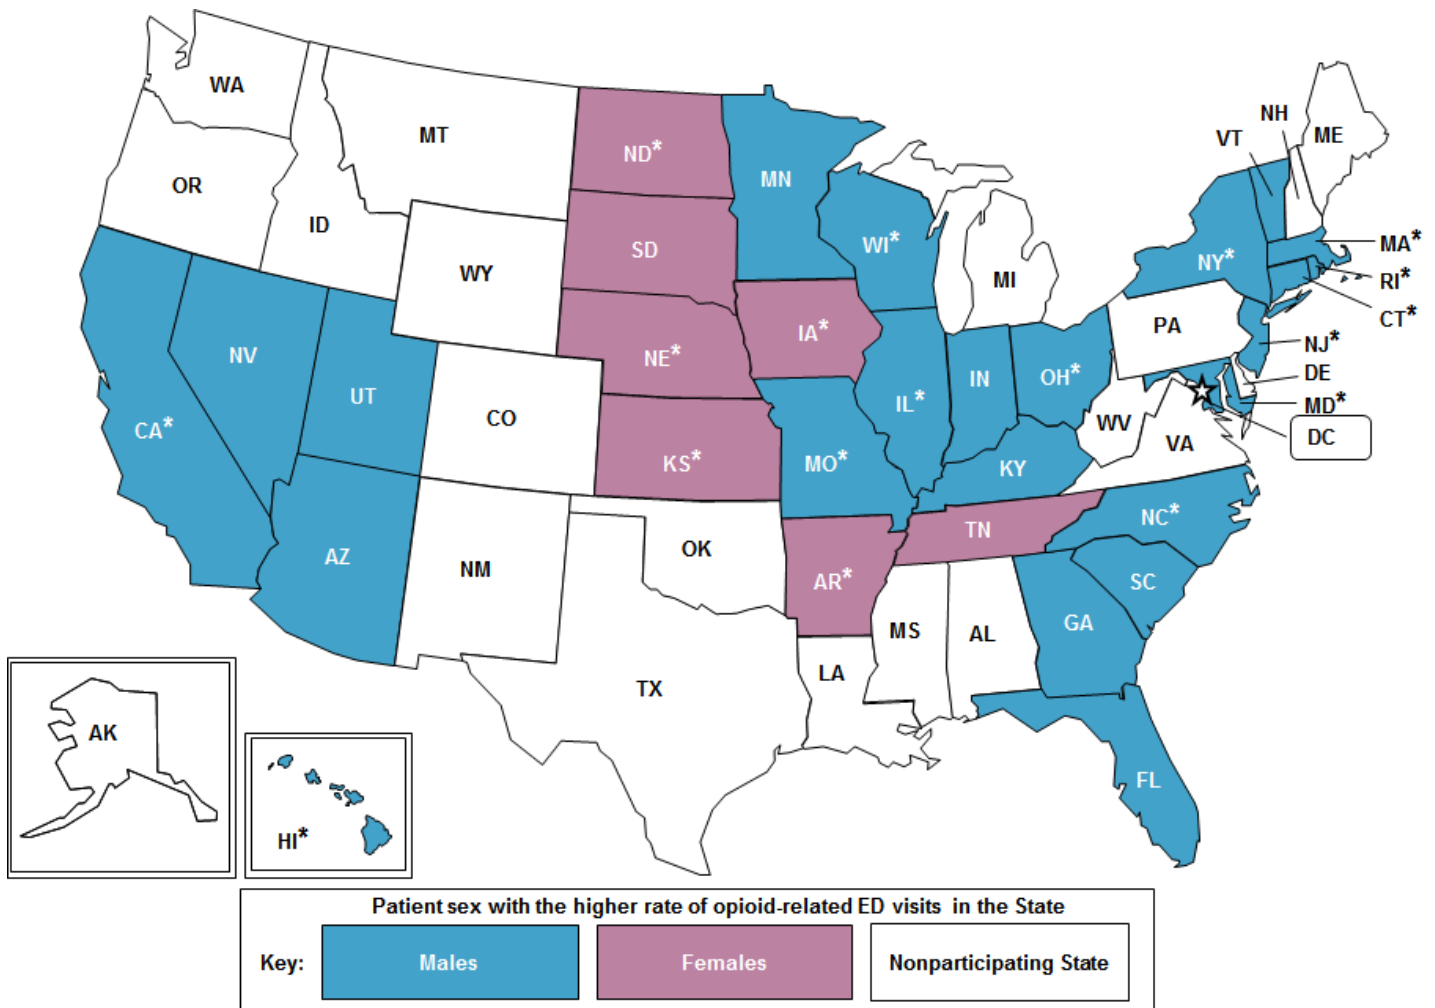 WA
NH
ME
MT
VT
ND*
MN
OR
ID
SD
WI*
MA*
WY
NY*
MI
RI*
CT*
PA
IA*
NJ*
NV
NE*
DE
UT
IN
OH*
CO
IL*
MD*
CA*
WV
DC
VA
KS*
MO*
KY
NC*
TN
AZ
OK
NM
AR*
SC
GA
MS
AL
LA
TX
AK
FL
HI*
Patient sex with the higher rate of opioid-related ED visits in the State
Key: Males Females Nonparticipating State